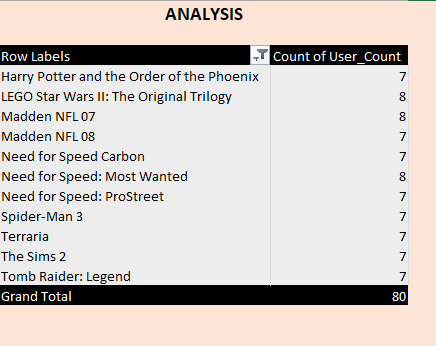 ANALYSIS
Row Labels Count of User_Count
Harry Potter and the Order of the Phoenix 7
LEGO Star Wars II: The Original Trilogy 8
Madden NFL 07 8
Madden NFL 08 7
Need for Speed Carbon 7
Need for Speed: Most Wanted 8
Need for Speed: ProStreet 7
Spider-Man 3 7
Terraria 7
The Sims 2 7
Tomb Raider: Legend 7
Grand Total 80